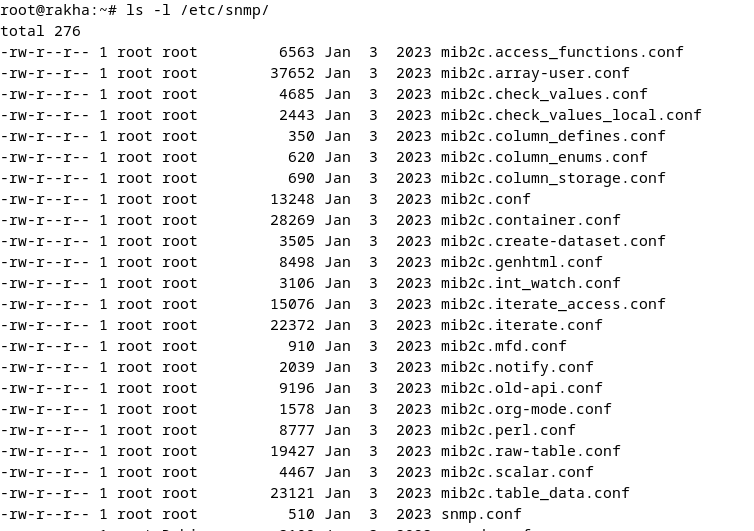 root@rakha:~# ls -l /etc/snmp/
total 276
-rw-r--r-- 1 root root         6563 Jan  3  2023 mib2c.access_functions.conf
-rw-r--r-- 1 root root        37652 Jan  3  2023 mib2c.array-user.conf
-rw-r--r-- 1 root root         4685 Jan  3  2023 mib2c.check_values.conf
-rw-r--r-- 1 root root         2443 Jan  3  2023 mib2c.check_values_local.conf
-rw-r--r-- 1 root root          350 Jan  3  2023 mib2c.column_defines.conf
-rw-r--r-- 1 root root          620 Jan  3  2023 mib2c.column_enums.conf
-rw-r--r-- 1 root root          690 Jan  3  2023 mib2c.column_storage.conf
-rw-r--r-- 1 root root        13248 Jan  3  2023 mib2c.conf
-rw-r--r-- 1 root root        28269 Jan  3  2023 mib2c.container.conf
-rw-r--r-- 1 root root         3505 Jan  3  2023 mib2c.create-dataset.conf
-rw-r--r-- 1 root root         8498 Jan  3  2023 mib2c.genhtml.conf
-rw-r--r-- 1 root root         3106 Jan  3  2023 mib2c.int_watch.conf
-rw-r--r-- 1 root root        15076 Jan  3  2023 mib2c.iterate_access.conf
-rw-r--r-- 1 root root        22372 Jan  3  2023 mib2c.iterate.conf
-rw-r--r-- 1 root root          910 Jan  3  2023 mib2c.mfd.conf
-rw-r--r-- 1 root root         2039 Jan  3  2023 mib2c.notify.conf
-rw-r--r-- 1 root root         9196 Jan  3  2023 mib2c.old-api.conf
-rw-r--r-- 1 root root         1578 Jan  3  2023 mib2c.org-mode.conf
-rw-r--r-- 1 root root         8777 Jan  3  2023 mib2c.perl.conf
-rw-r--r-- 1 root root        19427 Jan  3  2023 mib2c.raw-table.conf
-rw-r--r-- 1 root root         4467 Jan  3  2023 mib2c.scalar.conf
-rw-r--r-- 1 root root        23121 Jan  3  2023 mib2c.table_data.conf
-rw-r--r-- 1 root root          510 Jan  3  2023 snmp.conf